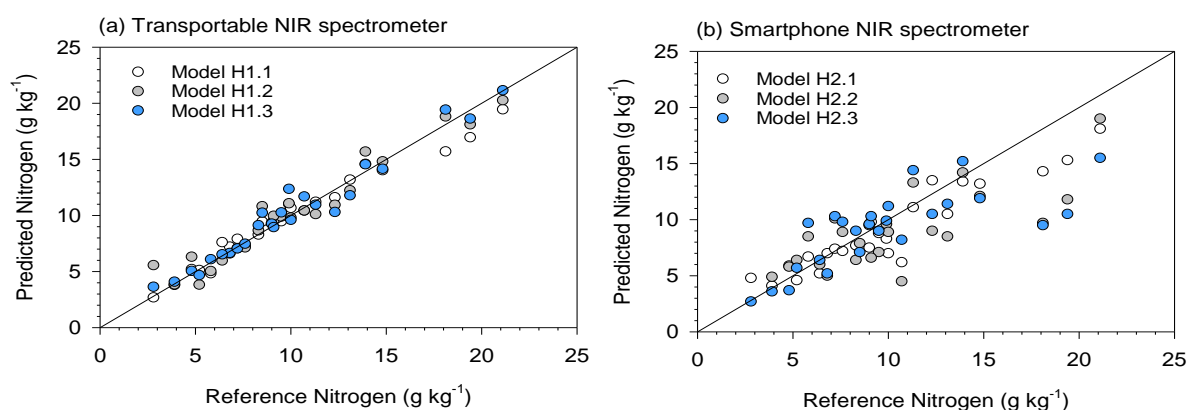 (a) Transportable NIR spectrometer
25
20
15
10
5
0
0 5 10 15 20 25
Predicted Nitrogen (g kg-1)
Reference Nitrogen (g kg-1)
Model H1.1
Model H1.2
Model H1.3
(b) Smartphone NIR spectrometer
25
20
15
10
5
0
0 5 10 15 20 25
Predicted Nitrogen (g kg-1)
Reference Nitrogen (g kg-1)
Model H2.1
Model H2.2
Model H2.3